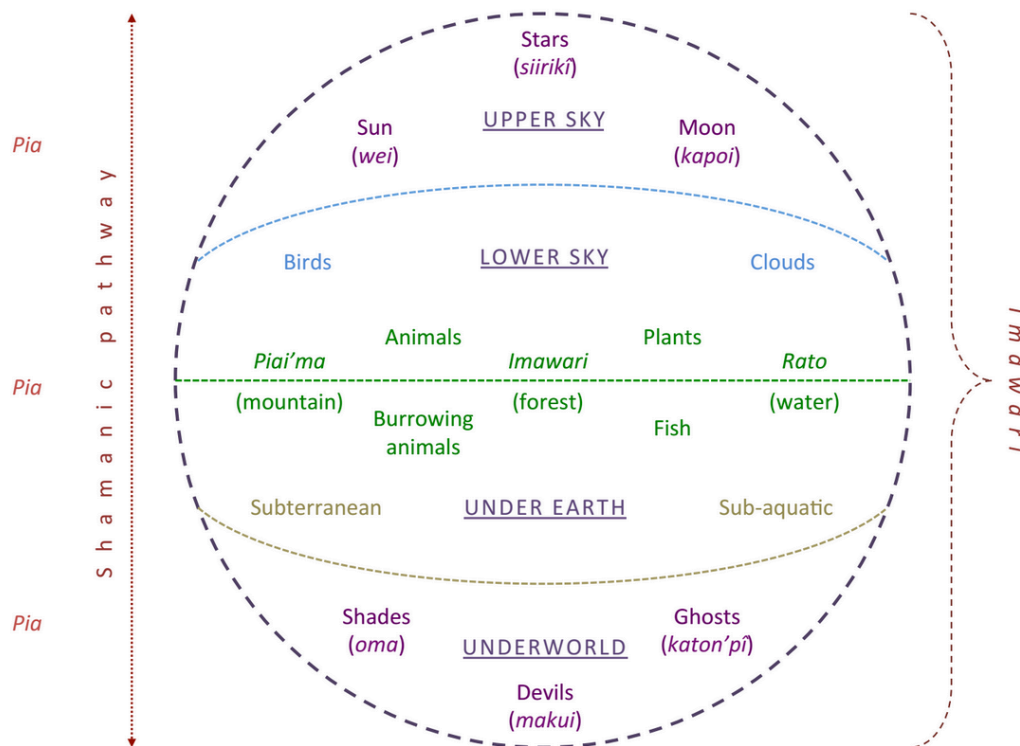 Stars
(siirikî)
UPPER SKY
Sun
(wei)
Moon
(kapoi)
Pia
Birds
LOWER SKY
Clouds
Animals
Plants
Piai’ma
Imawari
Rato
Pia
(mountain)
(forest)
(water)
Burrowing
animals
Fish
Subterranean
UNDER EARTH
Sub-aquatic
Pia
Shades
(oma)
Ghosts
(katon’pî)
UNDERWORLD
Devils
(makui)
Shamanic pathway
Imawari